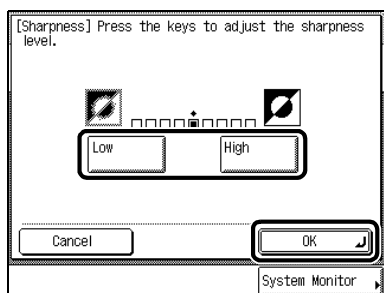 [Sharpness] Press the keys to adjust the sharpness
level.
Low High
Cancel OK
System Monitor